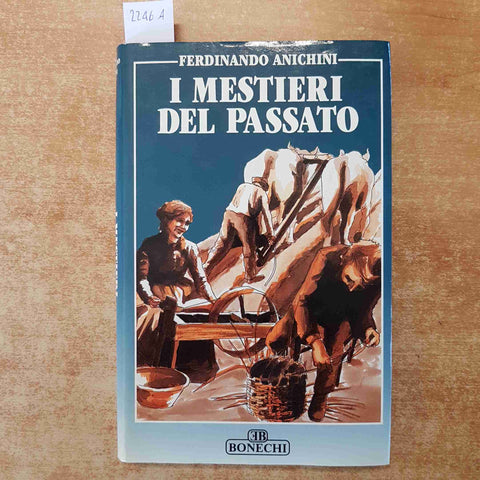 2246 A
FERDINANDO ANICHINI
I MESTIERI
DEL PASSATO
BONECHI